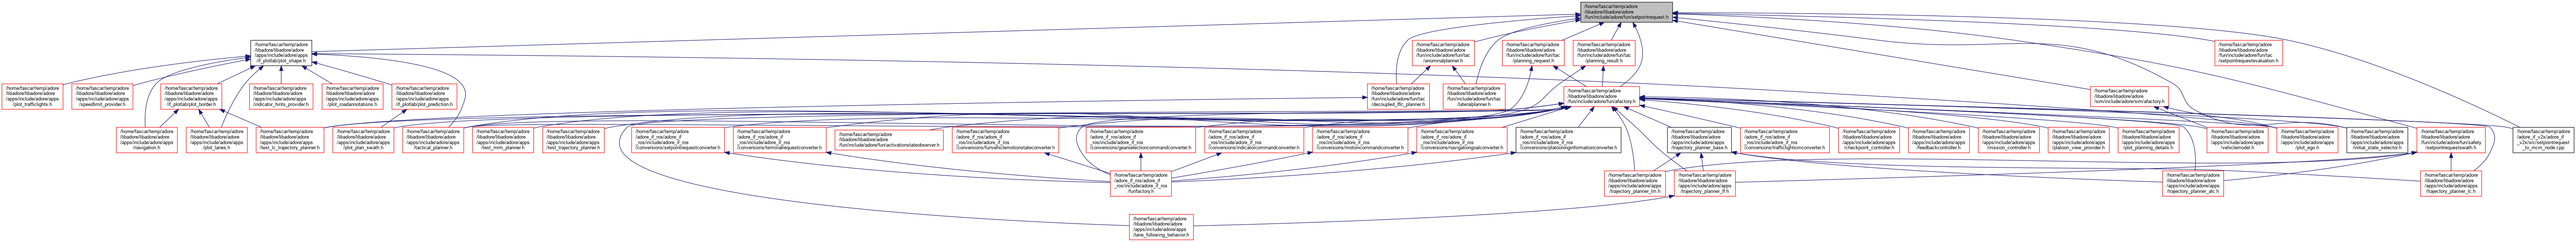 /home/fascar/temp/adore
/libadore/libadore/adore
/fun/include/adore/fun/setpointrequest.h
/home/fascar/temp/adore
/libadore/libadore/adore
/apps/include/adore/apps
/if_plotlab/plot_shape.h
/home/fascar/temp/adore
/libadore/libadore/adore
/fun/include/adore/fun/tac
/anominalplanner.h
/home/fascar/temp/adore
/libadore/libadore/adore
/fun/include/adore/fun/tac
/planning_request.h
/home/fascar/temp/adore
/libadore/libadore/adore
/fun/include/adore/fun/tac
/planning_result.h
/home/fascar/temp/adore
/libadore/libadore/adore
/fun/include/adore/fun/tac
/setpointrequestevaluation.h
/home/fascar/temp/adore
/libadore/libadore/adore
/apps/include/adore/apps
/plot_trafficlights.h
/home/fascar/temp/adore
/libadore/libadore/adore
/apps/include/adore/apps
/speedlimit_provider.h
/home/fascar/temp/adore
/libadore/libadore/adore
/apps/include/adore/apps
/if_plotlab/plot_border.h
/home/fascar/temp/adore
/libadore/libadore/adore
/apps/include/adore/apps
/indicator_hints_provider.h
/home/fascar/temp/adore
/libadore/libadore/adore
/apps/include/adore/apps
/plot_roadannotations.h
/home/fascar/temp/adore
/libadore/libadore/adore
/apps/include/adore/apps
/if_plotlab/plot_prediction.h
/home/fascar/temp/adore
/libadore/libadore/adore
/fun/include/adore/fun/tac
/decoupled_lflc_planner.h
/home/fascar/temp/adore
/libadore/libadore/adore
/fun/include/adore/fun/tac
/lateralplanner.h
/home/fascar/temp/adore
/libadore/libadore/adore
/fun/include/adore/fun/afactory.h
/home/fascar/temp/adore
/libadore/libadore/adore
/sim/include/adore/sim/afactory.h
/home/fascar/temp/adore
/libadore/libadore/adore
/apps/include/adore/apps
/navigation.h
/home/fascar/temp/adore
/libadore/libadore/adore
/apps/include/adore/apps
/plot_lanes.h
/home/fascar/temp/adore
/libadore/libadore/adore
/apps/include/adore/apps
/test_lc_trajectory_planner.h
/home/fascar/temp/adore
/libadore/libadore/adore
/apps/include/adore/apps
/plot_plan_swath.h
/home/fascar/temp/adore
/libadore/libadore/adore
/apps/include/adore/apps
/tactical_planner.h
/home/fascar/temp/adore
/libadore/libadore/adore
/apps/include/adore/apps
/test_mrm_planner.h
/home/fascar/temp/adore
/libadore/libadore/adore
/apps/include/adore/apps
/test_trajectory_planner.h
/home/fascar/temp/adore
/adore_if_ros/adore_if
_ros/include/adore_if_ros
/conversions/setpointrequestconverter.h
/home/fascar/temp/adore
/adore_if_ros/adore_if
_ros/include/adore_if_ros
/conversions/terminalrequestconverter.h
/home/fascar/temp/adore
/libadore/libadore/adore
/fun/include/adore/fun/activationstateobserver.h
/home/fascar/temp/adore
/adore_if_ros/adore_if
_ros/include/adore_if_ros
/conversions/funvehiclemotionstateconverter.h
/home/fascar/temp/adore
/adore_if_ros/adore_if
_ros/include/adore_if_ros
/conversions/gearselectioncommandconverter.h
/home/fascar/temp/adore
/adore_if_ros/adore_if
_ros/include/adore_if_ros
/conversions/indicatorcommandconverter.h
/home/fascar/temp/adore
/adore_if_ros/adore_if
_ros/include/adore_if_ros
/conversions/motioncommandconverter.h
/home/fascar/temp/adore
/adore_if_ros/adore_if
_ros/include/adore_if_ros
/conversions/navigationgoalconverter.h
/home/fascar/temp/adore
/adore_if_ros/adore_if
_ros/include/adore_if_ros
/conversions/platooninginformationconverter.h
/home/fascar/temp/adore
/libadore/libadore/adore
/apps/include/adore/apps
/trajectory_planner_base.h
/home/fascar/temp/adore
/adore_if_ros/adore_if
_ros/include/adore_if_ros
/conversions/trafficlightsimconverter.h
/home/fascar/temp/adore
/libadore/libadore/adore
/apps/include/adore/apps
/checkpoint_controller.h
/home/fascar/temp/adore
/libadore/libadore/adore
/apps/include/adore/apps
/feedbackcontroller.h
/home/fascar/temp/adore
/libadore/libadore/adore
/apps/include/adore/apps
/mission_controller.h
/home/fascar/temp/adore
/libadore/libadore/adore
/apps/include/adore/apps
/platoon_view_provider.h
/home/fascar/temp/adore
/libadore/libadore/adore
/apps/include/adore/apps
/plot_planning_details.h
/home/fascar/temp/adore
/libadore/libadore/adore
/apps/include/adore/apps
/vehiclemodel.h
/home/fascar/temp/adore
/libadore/libadore/adore
/apps/include/adore/apps
/plot_ego.h
/home/fascar/temp/adore
/libadore/libadore/adore
/apps/include/adore/apps
/initial_state_selector.h
/home/fascar/temp/adore
/libadore/libadore/adore
/fun/include/adore/fun/safety
/setpointrequestswath.h
/home/fascar/temp/adore
/adore_if_v2x/adore_if
_v2x/src/setpointrequest
_to_mcm_node.cpp
/home/fascar/temp/adore
/adore_if_ros/adore_if
_ros/include/adore_if_ros
/funfactory.h
/home/fascar/temp/adore
/libadore/libadore/adore
/apps/include/adore/apps
/trajectory_planner_lm.h
/home/fascar/temp/adore
/libadore/libadore/adore
/apps/include/adore/apps
/trajectory_planner_lf.h
/home/fascar/temp/adore
/libadore/libadore/adore
/apps/include/adore/apps
/trajectory_planner_alc.h
/home/fascar/temp/adore
/libadore/libadore/adore
/apps/include/adore/apps
/trajectory_planner_lc.h
/home/fascar/temp/adore
/libadore/libadore/adore
/apps/include/adore/apps
/lane_following_behavior.h